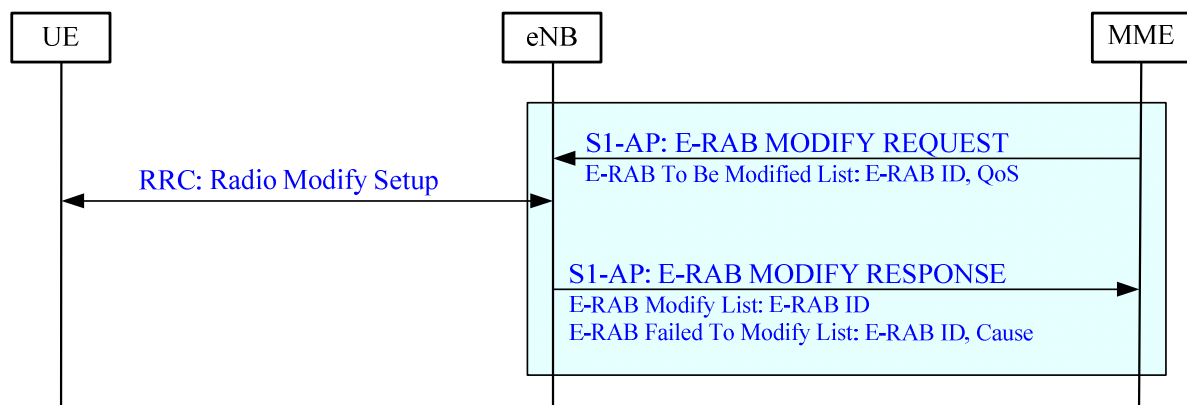 UE
eNB
MME
S1-AP: E-RAB MODIFY REQUEST
E-RAB To Be Modified List: E-RAB ID, QoS
RRC: Radio Modify Setup
S1-AP: E-RAB MODIFY RESPONSE
E-RAB Modify List: E-RAB ID
E-RAB Failed To Modify List: E-RAB ID, Cause